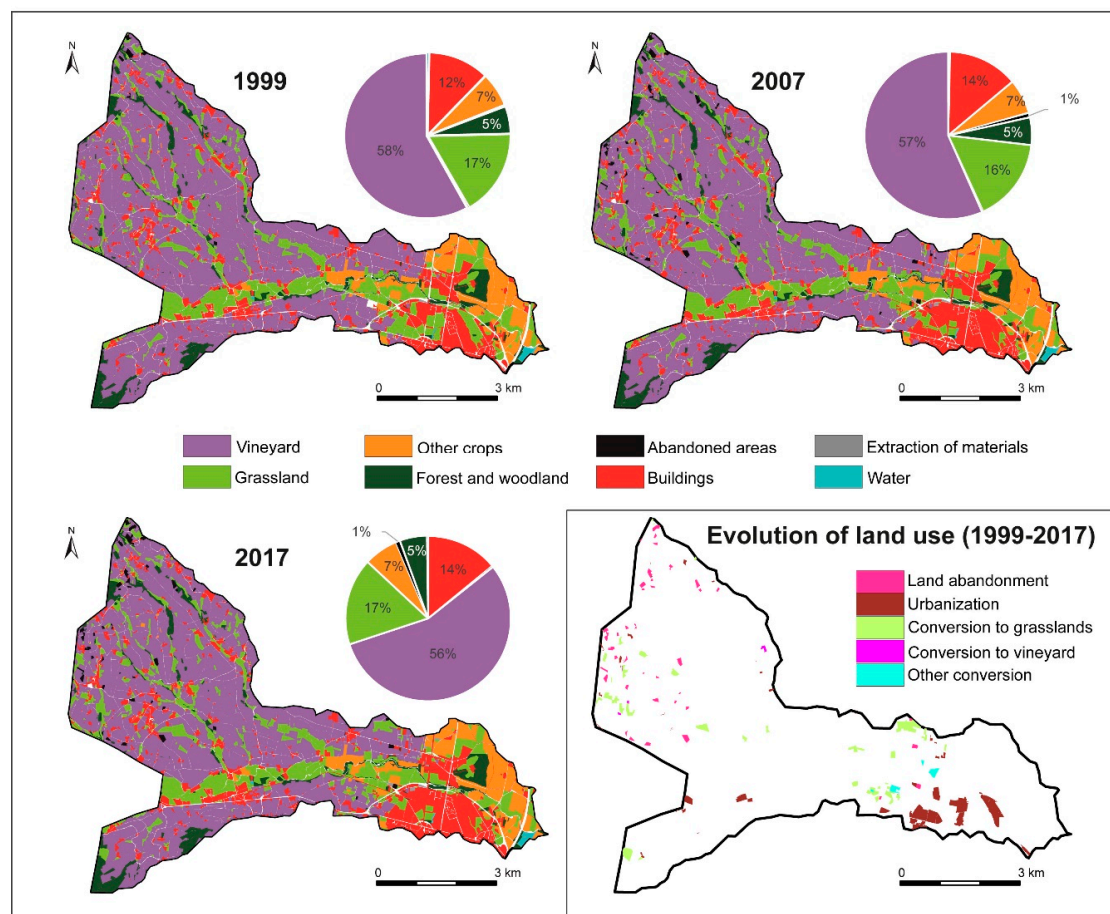 N
1999
12%
7%
5%
17%
58%
0 3 km
N
2007
14%
7%
1%
5%
16%
57%
0 3 km
Vineyard
Other crops
Abandoned areas
Extraction of materials
Grassland
Forest and woodland
Buildings
Water
N
2017
1%
5%
14%
7%
17%
56%
0 3 km
Evolution of land use (1999-2017)
Land abandonment
Urbanization
Conversion to grasslands
Conversion to vineyard
Other conversion
0 3 km